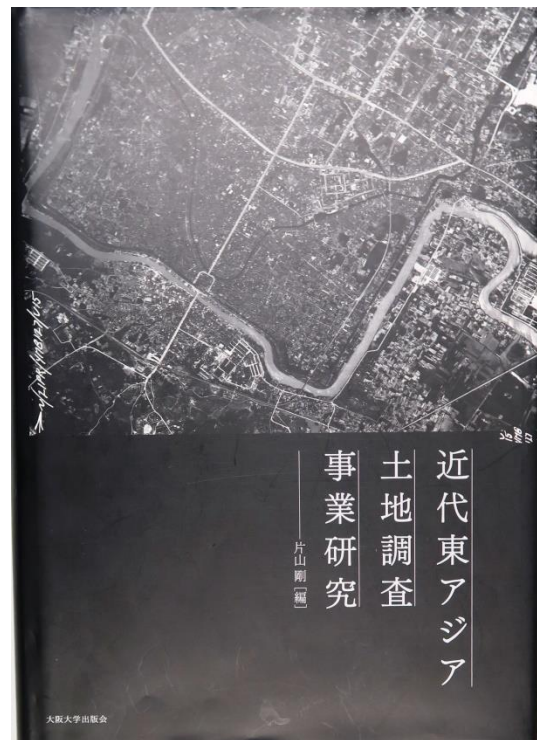 近代東アジア
土地調査
事業研究
片山 剛［編］
大阪大学出版会